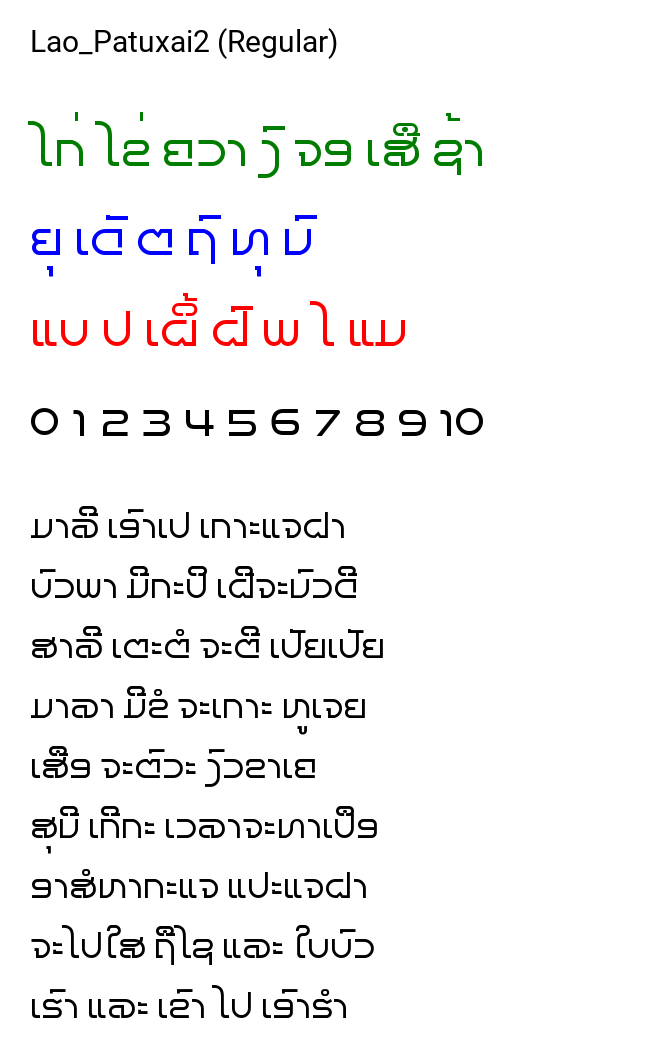 Lao_Patuxai2 (Regular)
ໄກ່ ໄຂ່ ຄວາ ງົ ຈອ ເສື ຊ້າ
ຍຸ ເດັ ຕ ຖົ ທຸ ບົ
ແບ ປ ເຜິ້ ຝົ ພ ໄ ແມ
0 1 2 3 4 5 6 7 8 9 10
ມາລີ ເອົາເປ ເກາະແຈຝາ
ບົວພາ ມີກະປິ ເຝີຈະມົວດີ
ສາລີ ເຕະຕໍ ຈະຕີ ເປັຍເປັຍ
ມາລາ ມີຂໍ ຈະເກາະ ຫູເຈຍ
ເສືອ ຈະຕົວະ ງົວຂາເຄ
ສຸມີ ເກີກະ ເວລາຈະທາເປືອ
ອາສໍຫາກະແຈ ແປະແຈຝາ
ຈະໄປໃສ ຖືໄຊ ແລະ ໃບບົວ
ເຮົາ ແລະ ເຂົາ ໄປ ເອົາຮໍາ